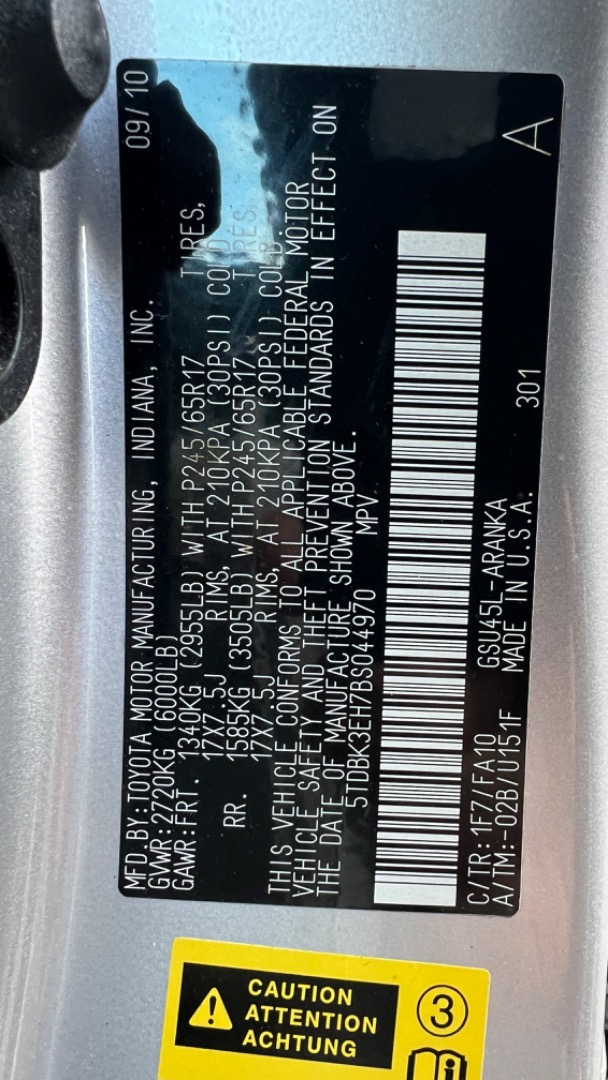 MFD.BY:TOYOTA MOTOR MANUFACTURING, INDIANA, INC. 09/10
GVWR:2720KG (6000LB)
GAWR:FRT. 1340KG (2955LB) WITH P245/65R17 TIRES,
17X7.5J RIMS, AT 210KPA (30PSI) COLD
RR. 1585KG (3505LB) WITH P245/65R17 TIRES,
17X7.5J RIMS, AT 210KPA (30PSI) COLD
THIS VEHICLE CONFORMS TO ALL APPLICABLE FEDERAL MOTOR
VEHICLE SAFETY AND THEFT PREVENTION STANDARDS IN EFFECT ON
THE DATE OF MANUFACTURE SHOWN ABOVE.
5TDBK3EH7BS044970 MPV
C/TR:1F7/FA10 GSU45L-ARANKA
A/TM:-02B/U151F MADE IN U.S.A. 301 A
CAUTION
ATTENTION
ACHTUNG
3